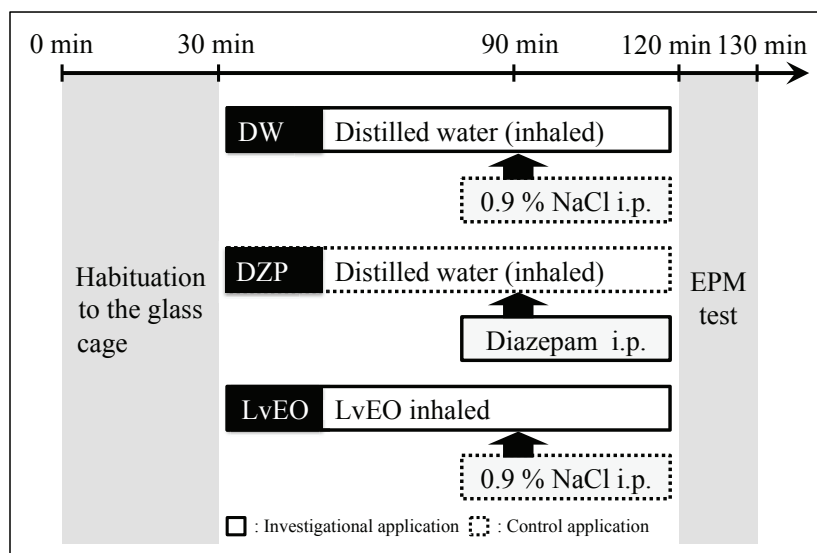 0 min 30 min 90 min 120 min 130 min
DW Distilled water (inhaled)
0.9 % NaCl i.p.
Habituation
to the glass
cage
DZP Distilled water (inhaled)
Diazepam i.p.
EPM
test
LvEO LvEO inhaled
0.9 % NaCl i.p.
: Investigational application : Control application